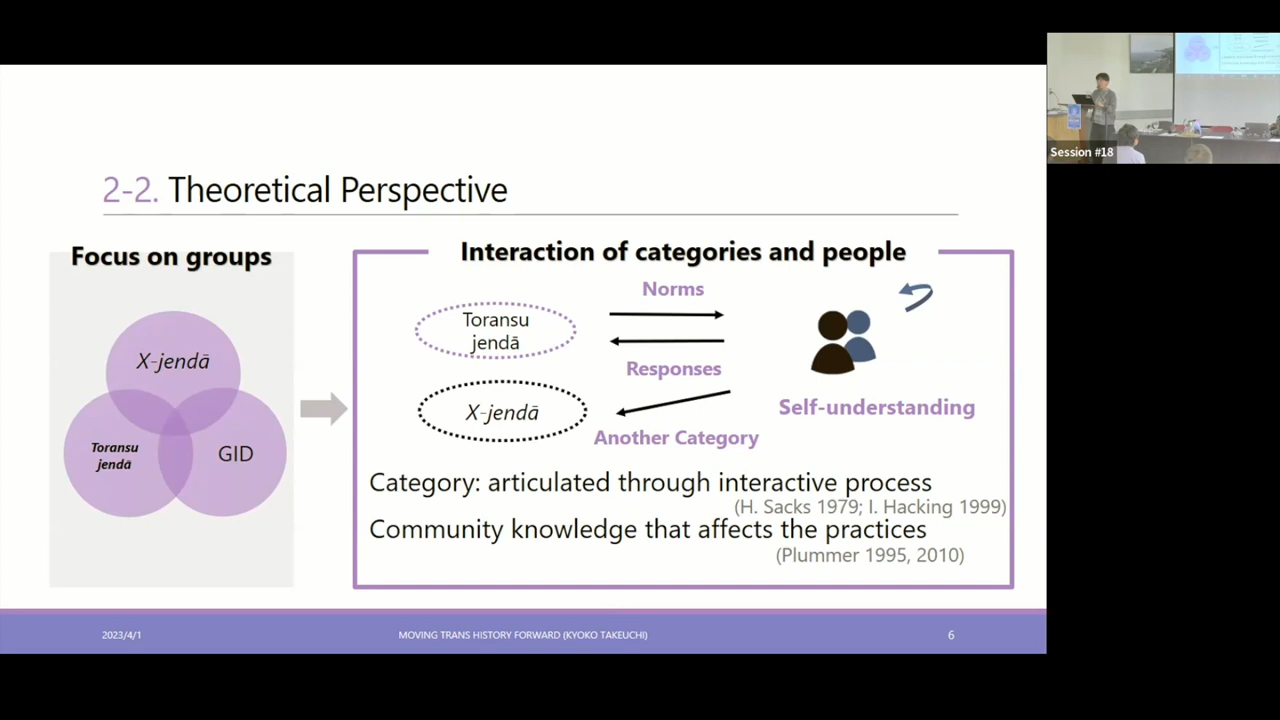 2-2. Theoretical Perspective
Focus on groups
X-jendā
Toransu
jendā
GID
Interaction of categories and people
Norms
Toransu
jendā
Responses
X-jendā
Another Category
Self-understanding
Category: articulated through interactive process
(H. Sacks 1979; I. Hacking 1999)
Community knowledge that affects the practices
(Plummer 1995, 2010)
2023/4/1
MOVING TRANS HISTORY FORWARD (KYOKO TAKEUCHI)
6
Session #18